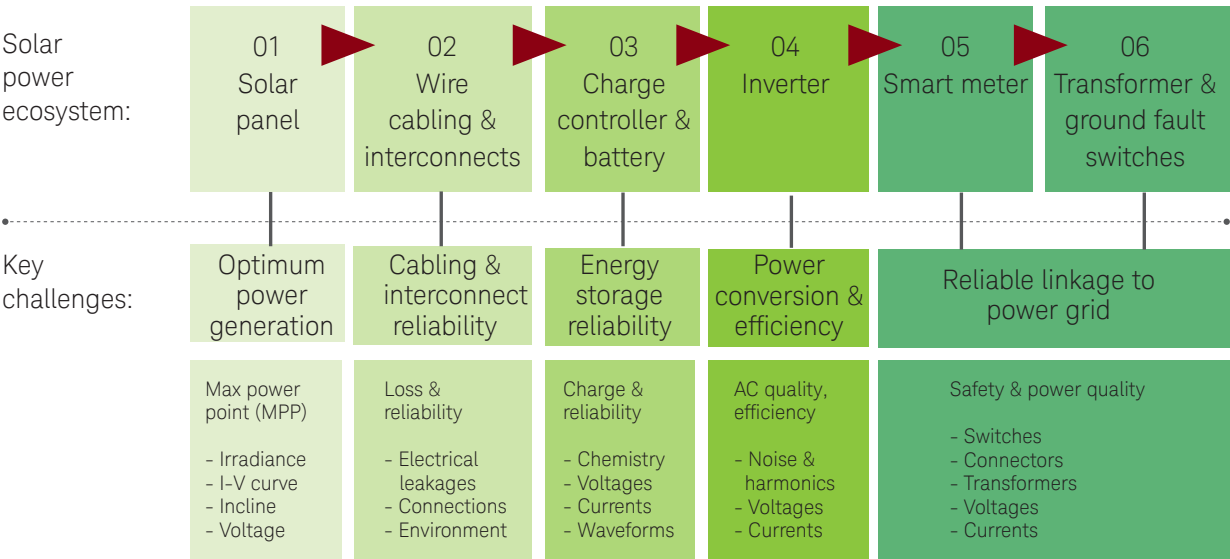 Solar
power
ecosystem:
01
Solar
panel
02
Wire
cabling &
interconnects
03
Charge
controller &
battery
04
Inverter
05
Smart meter
06
Transformer &
ground fault
switches
Key
challenges:
Optimum
power
generation
Cabling &
interconnect
reliability
Energy
storage
reliability
Power
conversion &
efficiency
Reliable linkage to
power grid
Max power
point (MPP)
- Irradiance
- I-V curve
- Incline
- Voltage
Loss &
reliability
- Electrical
leakages
- Connections
- Environment
Charge &
reliability
- Chemistry
- Voltages
- Currents
- Waveforms
AC quality,
efficiency
- Noise &
harmonics
- Voltages
- Currents
Safety & power quality
- Switches
- Connectors
- Transformers
- Voltages
- Currents